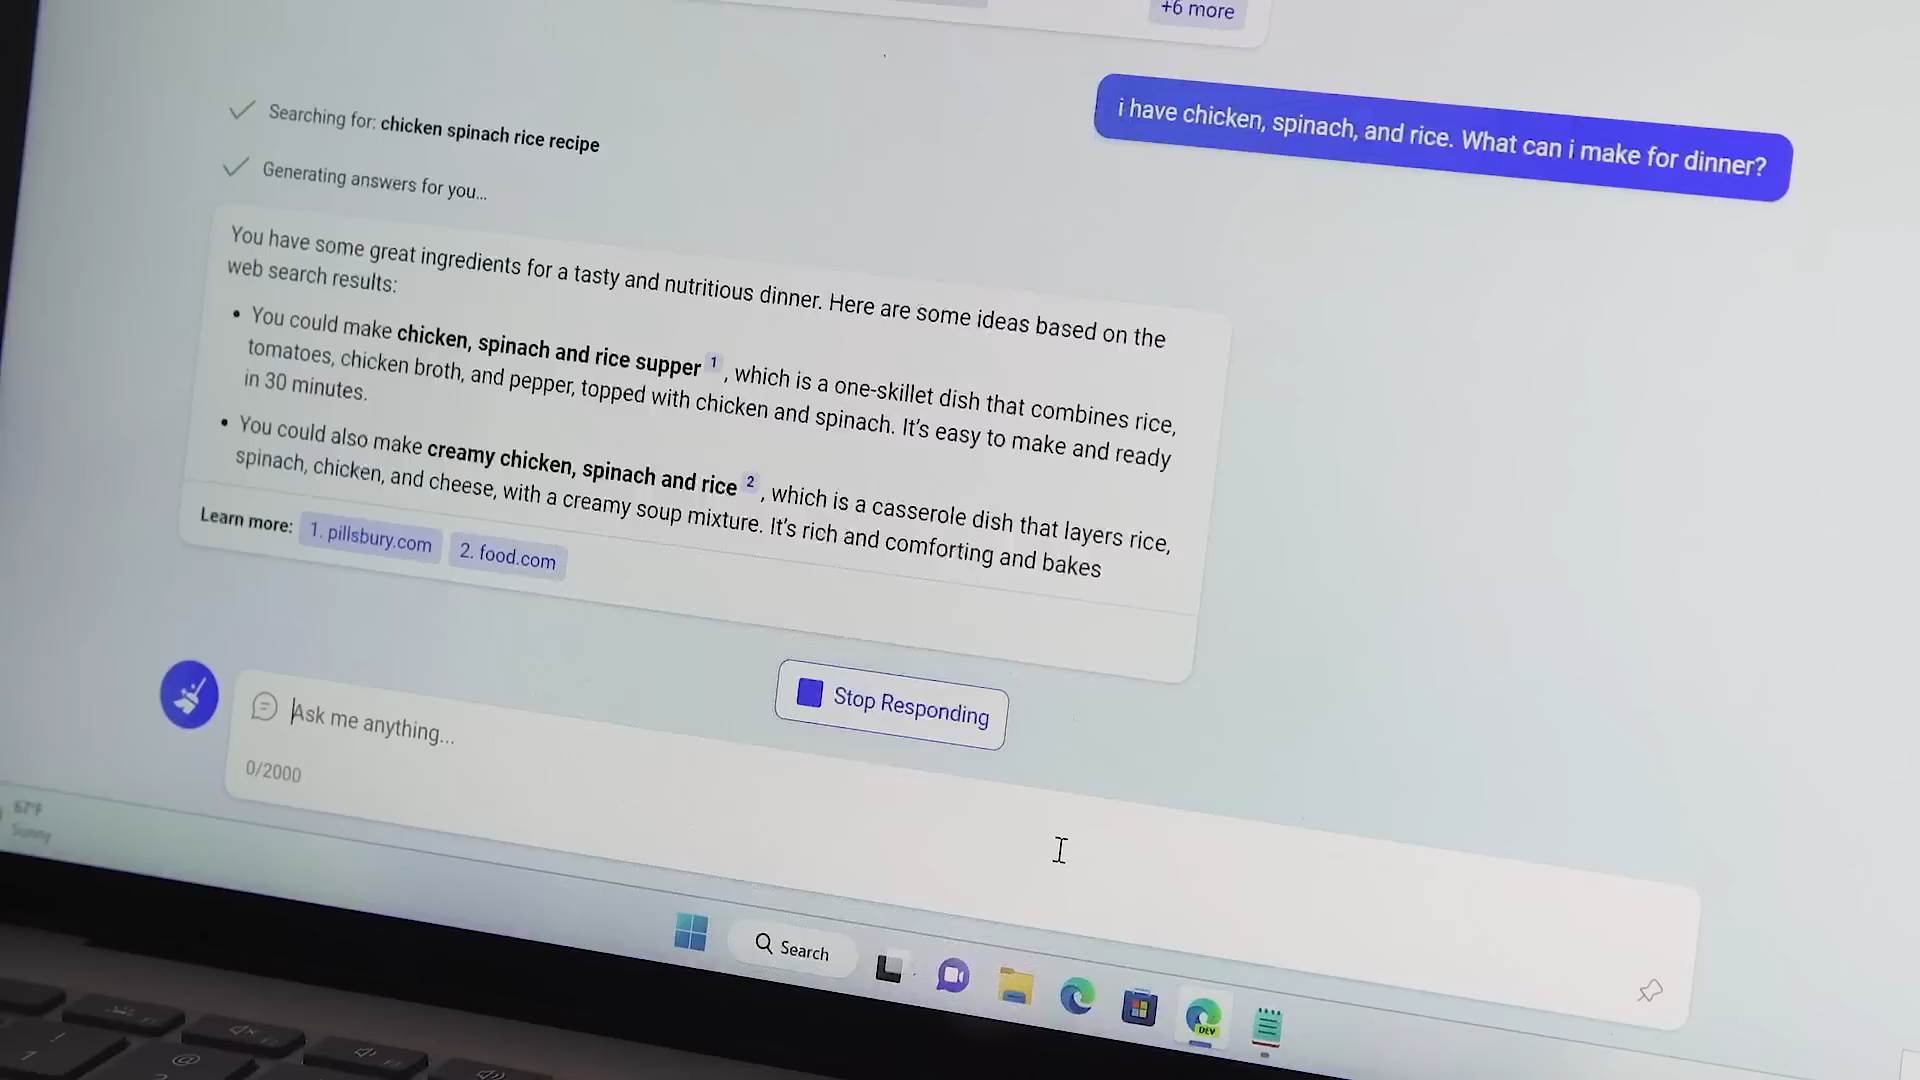 +6 more
i have chicken, spinach, and rice. What can i make for dinner?
Searching for: chicken spinach rice recipe
Generating answers for you...
You have some great ingredients for a tasty and nutritious dinner. Here are some ideas based on the
web search results:
• You could make chicken, spinach and rice supper 1 , which is a one-skillet dish that combines rice,
tomatoes, chicken broth, and pepper, topped with chicken and spinach. It's easy to make and ready
in 30 minutes.
• You could also make creamy chicken, spinach and rice 2 , which is a casserole dish that layers rice,
spinach, chicken, and cheese, with a creamy soup mixture. It's rich and comforting and bakes
Learn more: 1. pillsbury.com 2. food.com
Stop Responding
Ask me anything...
0/2000
67°F
Sunny
Search
DEV
!
1
@